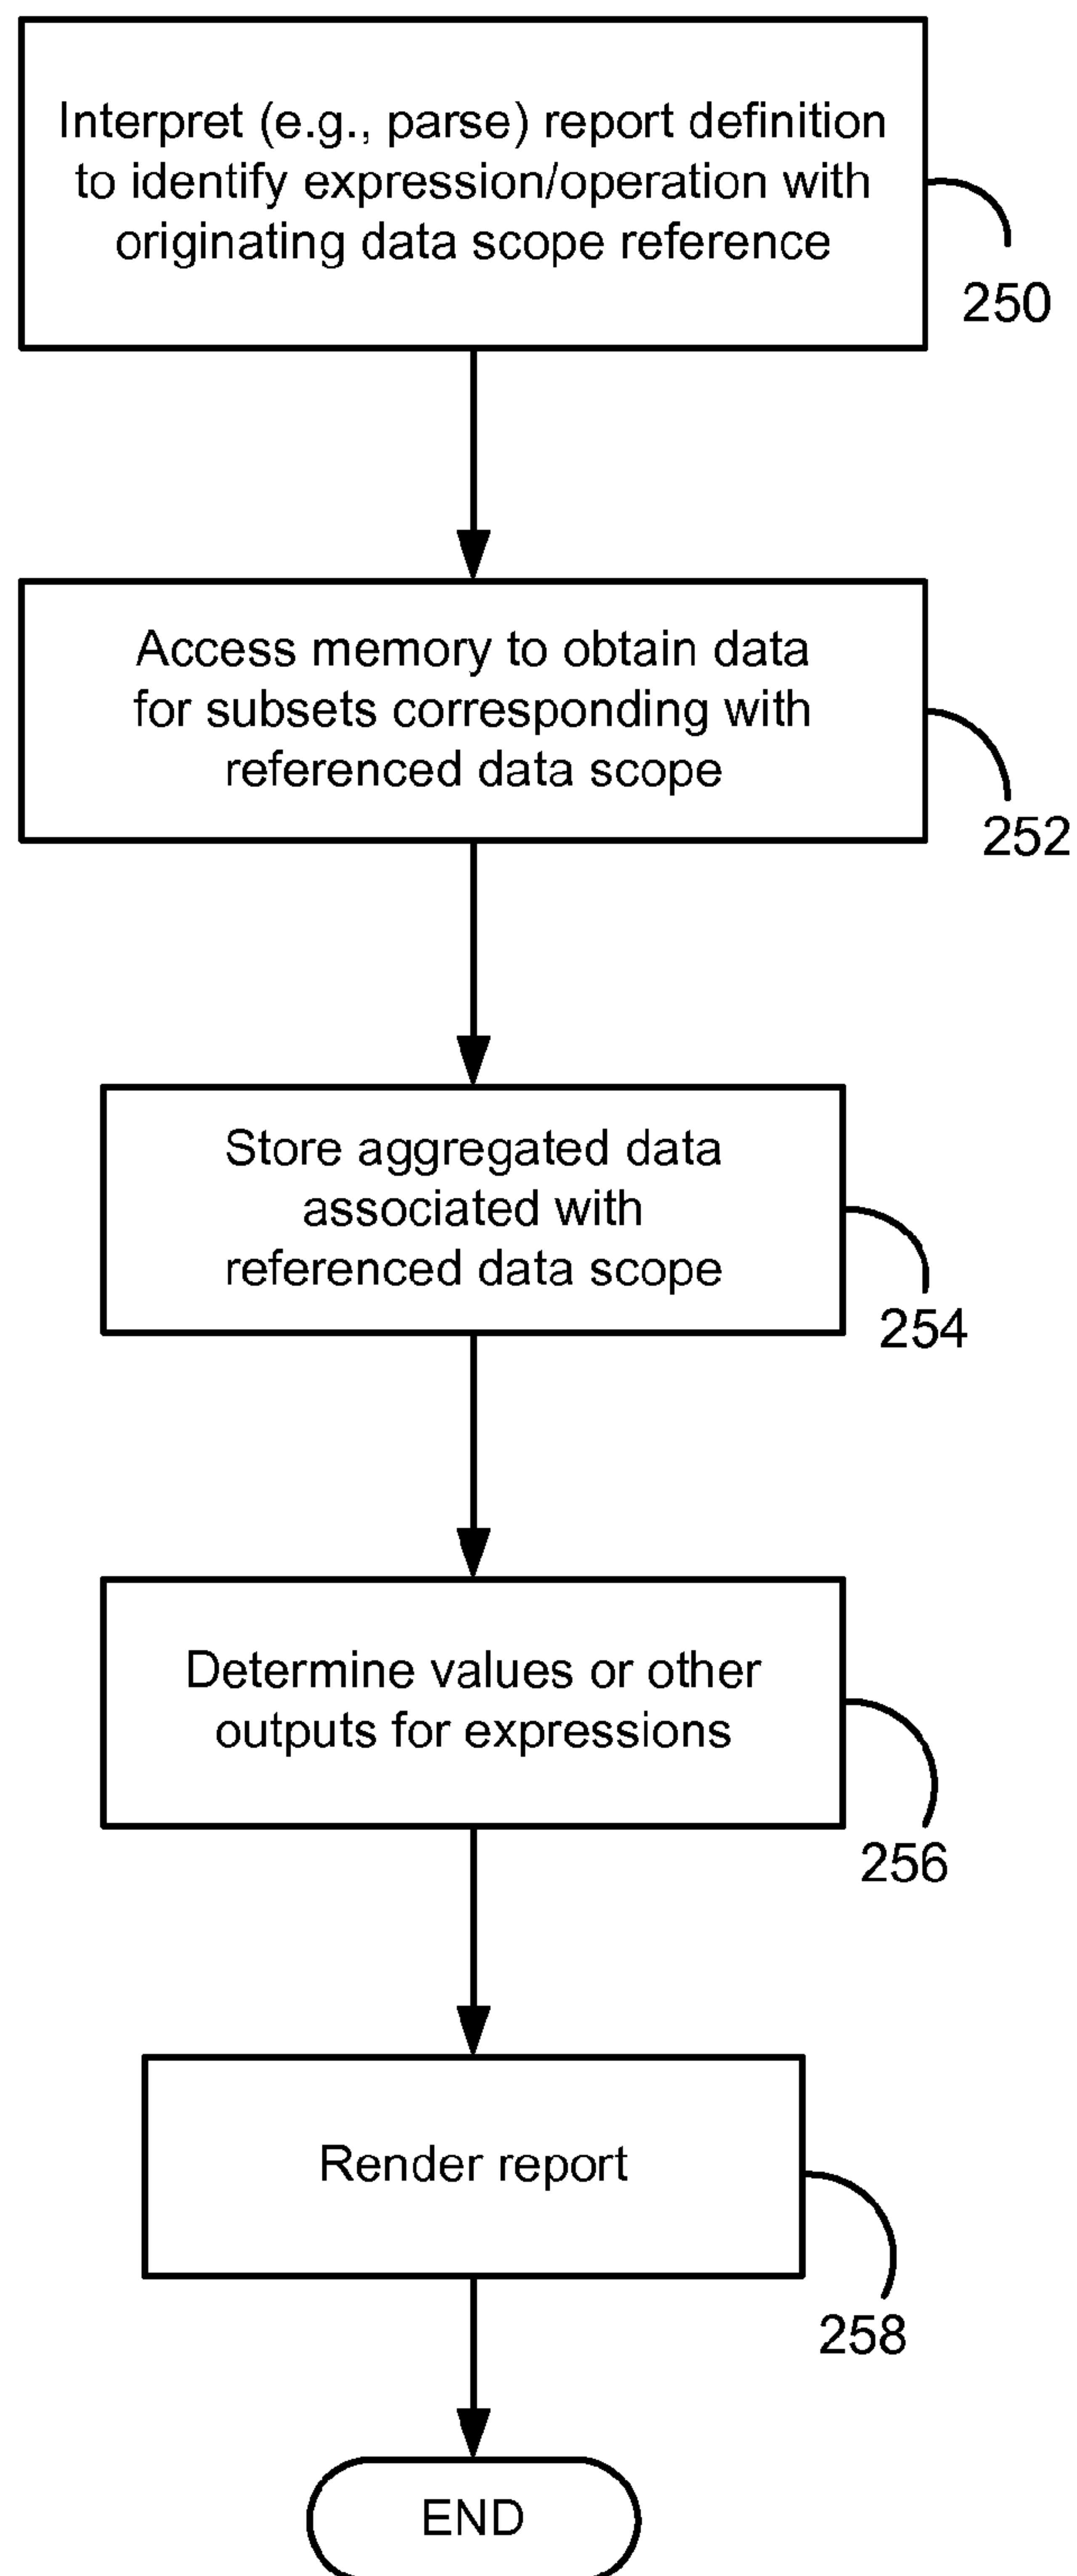 Interpret (e.g., parse) report definition
to identify expression/operation with
originating data scope reference
250
Access memory to obtain data
for subsets corresponding with
referenced data scope
252
Store aggregated data
associated with
referenced data scope
254
Determine values or other
outputs for expressions
256
Render report
258
END